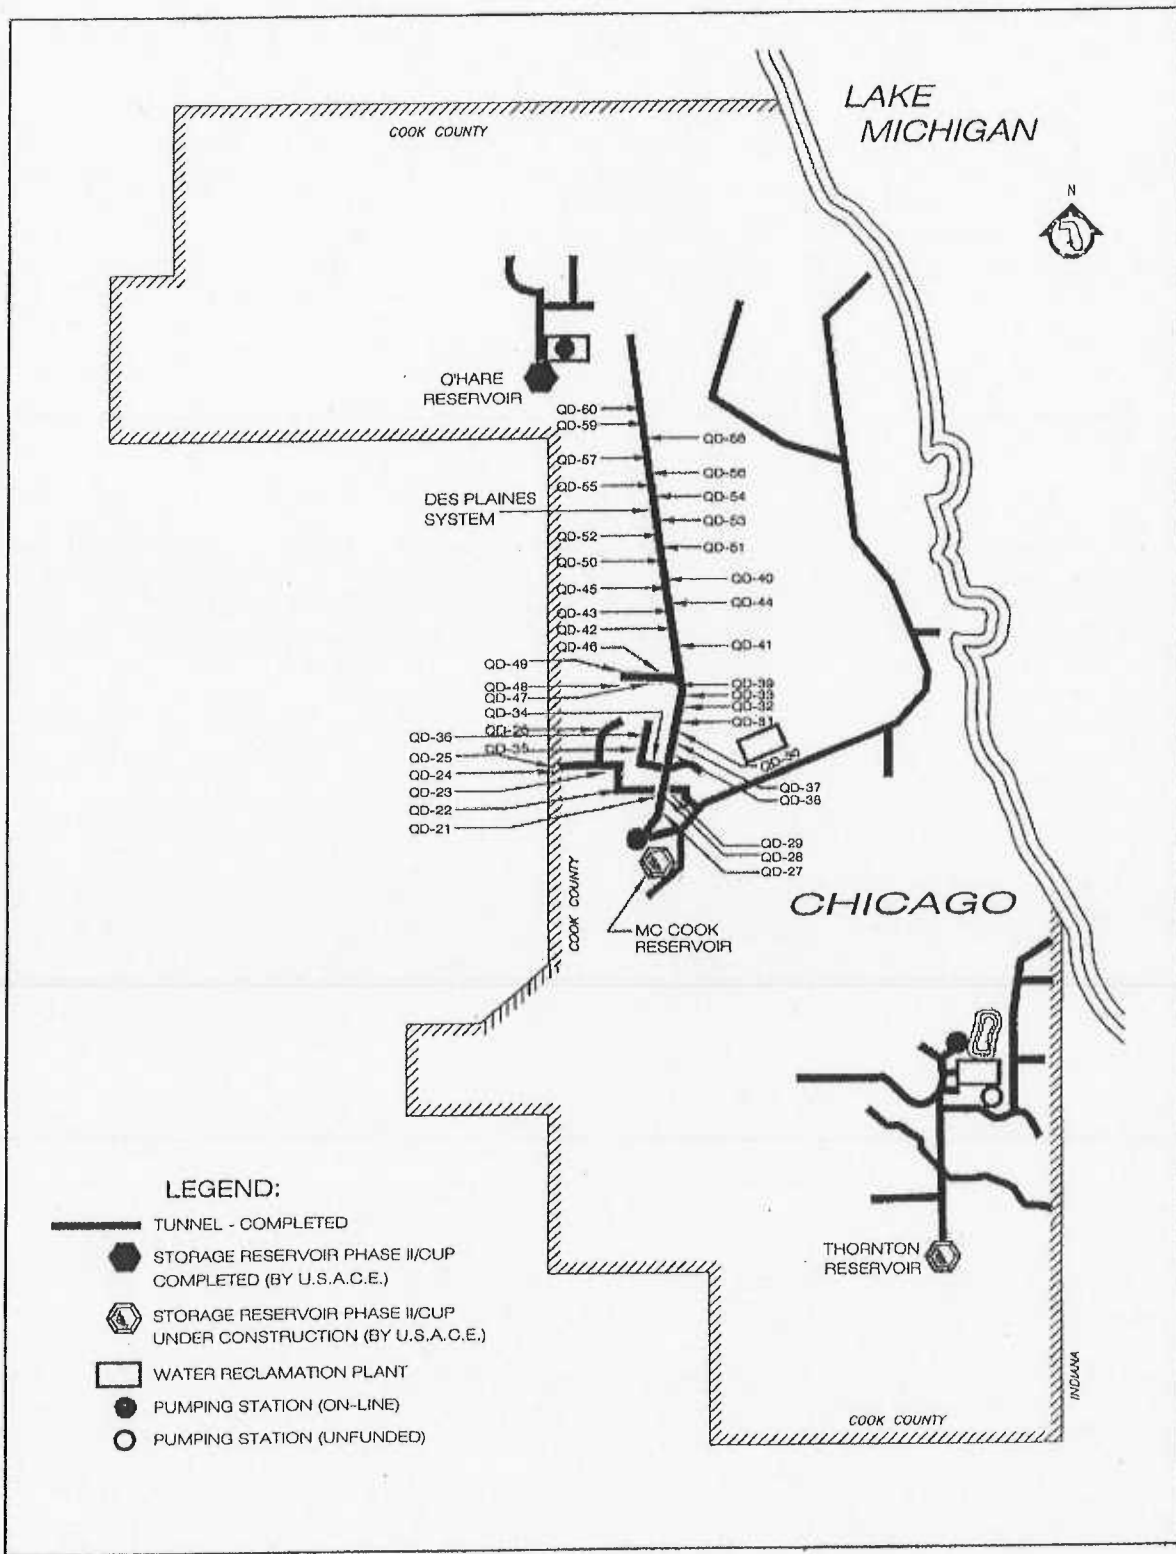 LAKE
MICHIGAN
COOK COUNTY
N
O'HARE
RESERVOIR
QD-60
QD-59
QD-58
QD-57
QD-56
QD-55
QD-54
DES PLAINES
SYSTEM
QD-53
QD-52
QD-51
QD-50
QD-40
QD-45
QD-44
QD-43
QD-42
QD-41
QD-46
QD-49
QD-48
QD-47
QD-39
QD-33
QD-32
QD-34
QD-31
QD-26
QD-36
QD-35
QD-25
QD-30
QD-24
QD-37
QD-23
QD-38
QD-22
QD-21
QD-29
QD-28
QD-27
COOK COUNTY
CHICAGO
MC COOK
RESERVOIR
THORNTON
RESERVOIR
LEGEND:
TUNNEL - COMPLETED
STORAGE RESERVOIR PHASE II/CUP
COMPLETED (BY U.S.A.C.E.)
STORAGE RESERVOIR PHASE II/CUP
UNDER CONSTRUCTION (BY U.S.A.C.E.)
WATER RECLAMATION PLANT
PUMPING STATION (ON-LINE)
PUMPING STATION (UNFUNDED)
INDIANA
COOK COUNTY